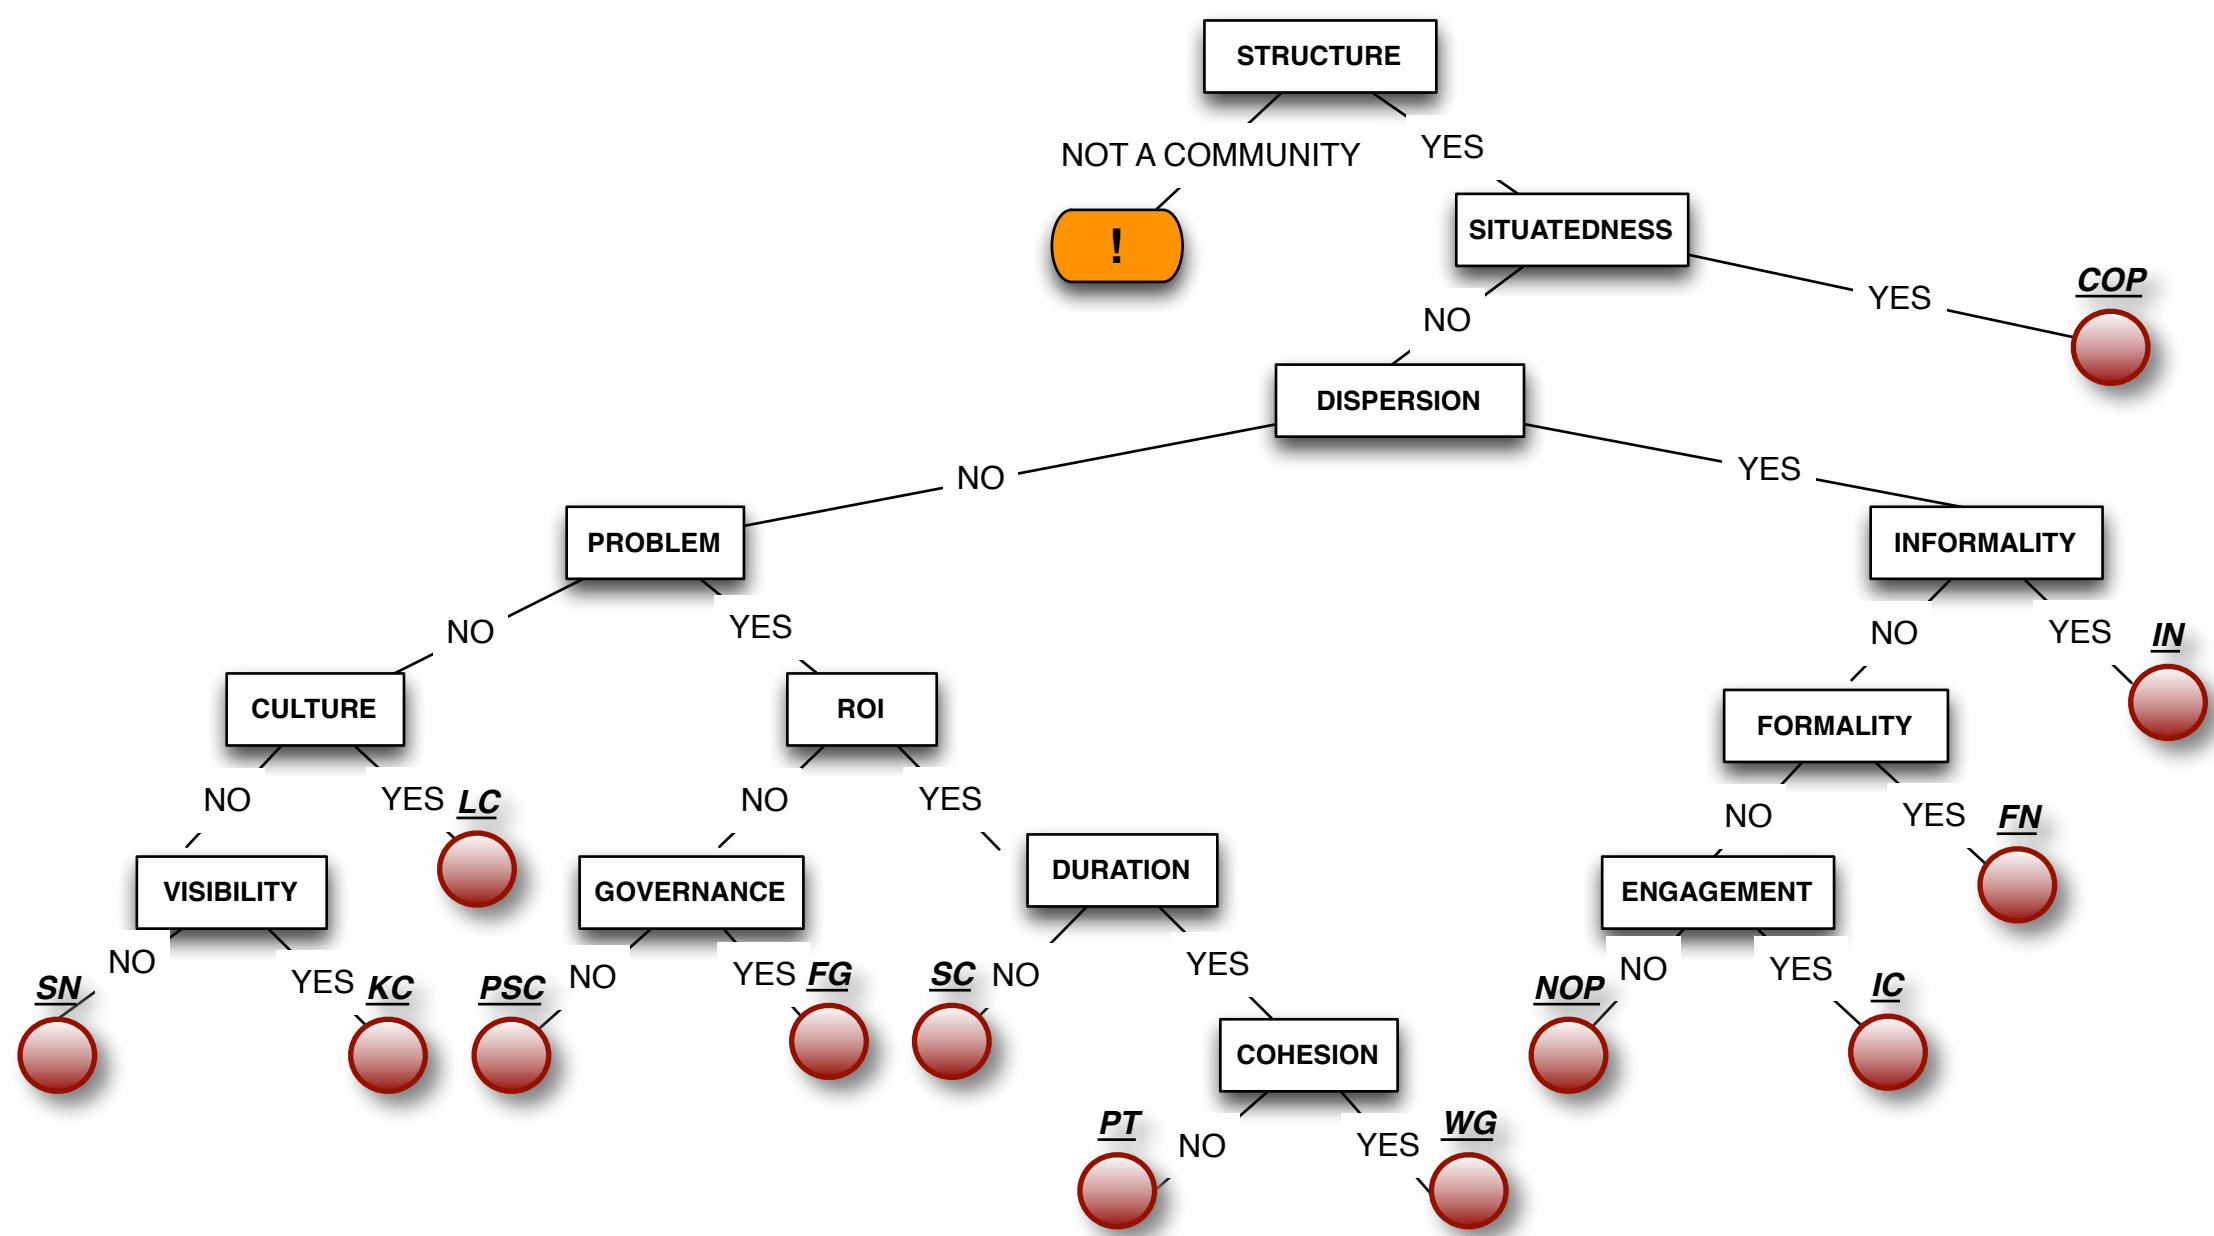 STRUCTURE
NOT A COMMUNITY
YES
SITUATEDNESS
!
COP
YES
NO
DISPERSION
NO
YES
PROBLEM
INFORMALITY
NO
YES
NO
YES
IN
CULTURE
ROI
FORMALITY
NO
YES
LC
NO
YES
NO
YES
FN
VISIBILITY
GOVERNANCE
DURATION
ENGAGEMENT
NO
YES
NO
YES
NO
YES
NO
YES
SN
KC
PSC
FG
SC
NOP
IC
COHESION
PT
NO
YES
WG